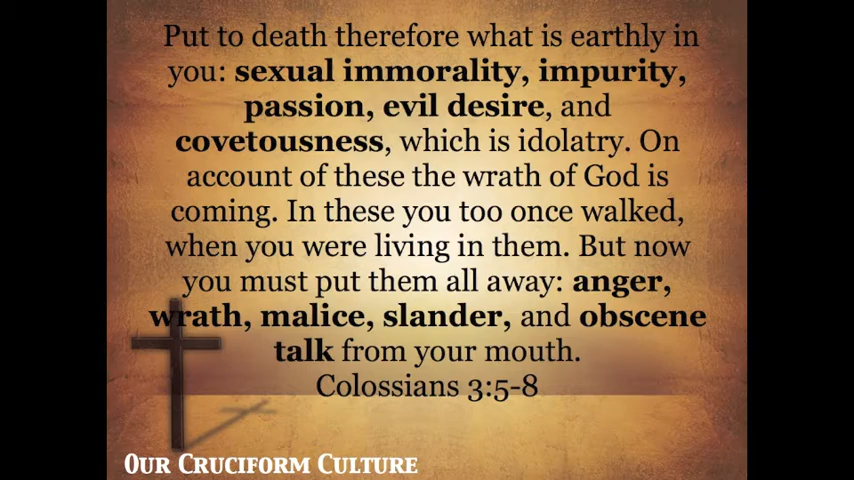 Put to death therefore what is earthly in
you: sexual immorality, impurity,
passion, evil desire, and
covetousness, which is idolatry. On
account of these the wrath of God is
coming. In these you too once walked,
when you were living in them. But now
you must put them all away: anger,
wrath, malice, slander, and obscene
talk from your mouth.
Colossians 3:5-8
Our Cruciform Culture